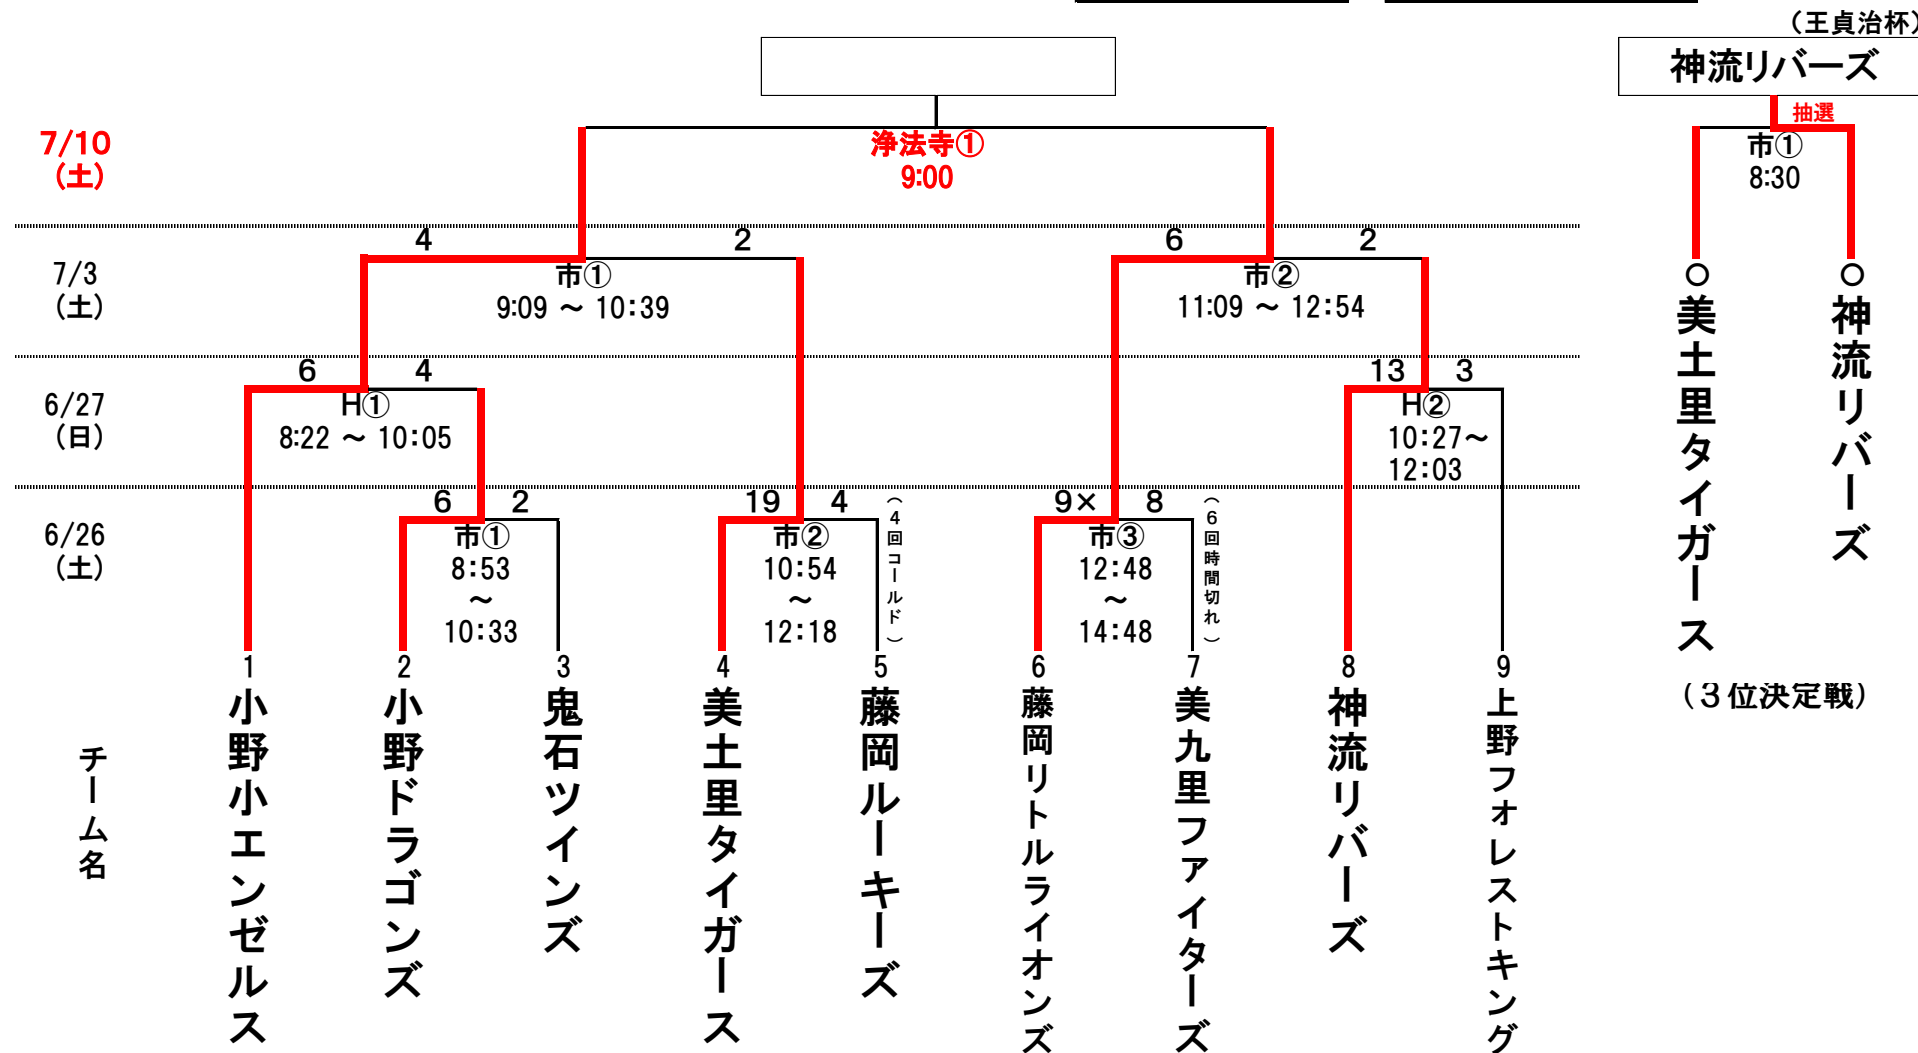 （王貞治杯）
神流リバーズ
抽選
市①
8:30
7/10
（土）
浄法寺①
9:00
4
2
6
2
7/3
（土）
市①
9:09 ～ 10:39
市②
11:09 ～ 12:54
○美土里タイガース
○神流リバーズ
（３位決定戦）
6
4
13
3
6/27
（日）
H①
8:22 ～ 10:05
H②
10:27～
12:03
6
2
19
4
（４回コールド）
9×
8
（６回時間切れ）
6/26
（土）
市①
8:53
～
10:33
市②
10:54
～
12:18
市③
12:48
～
14:48
1
2
3
4
5
6
7
8
9
チーム名
小野小エンゼルス
小野ドラゴンズ
鬼石ツインズ
美土里タイガース
藤岡ルーキーズ
藤岡リトルライオンズ
美九里ファイターズ
神流リバーズ
上野フォレストキング